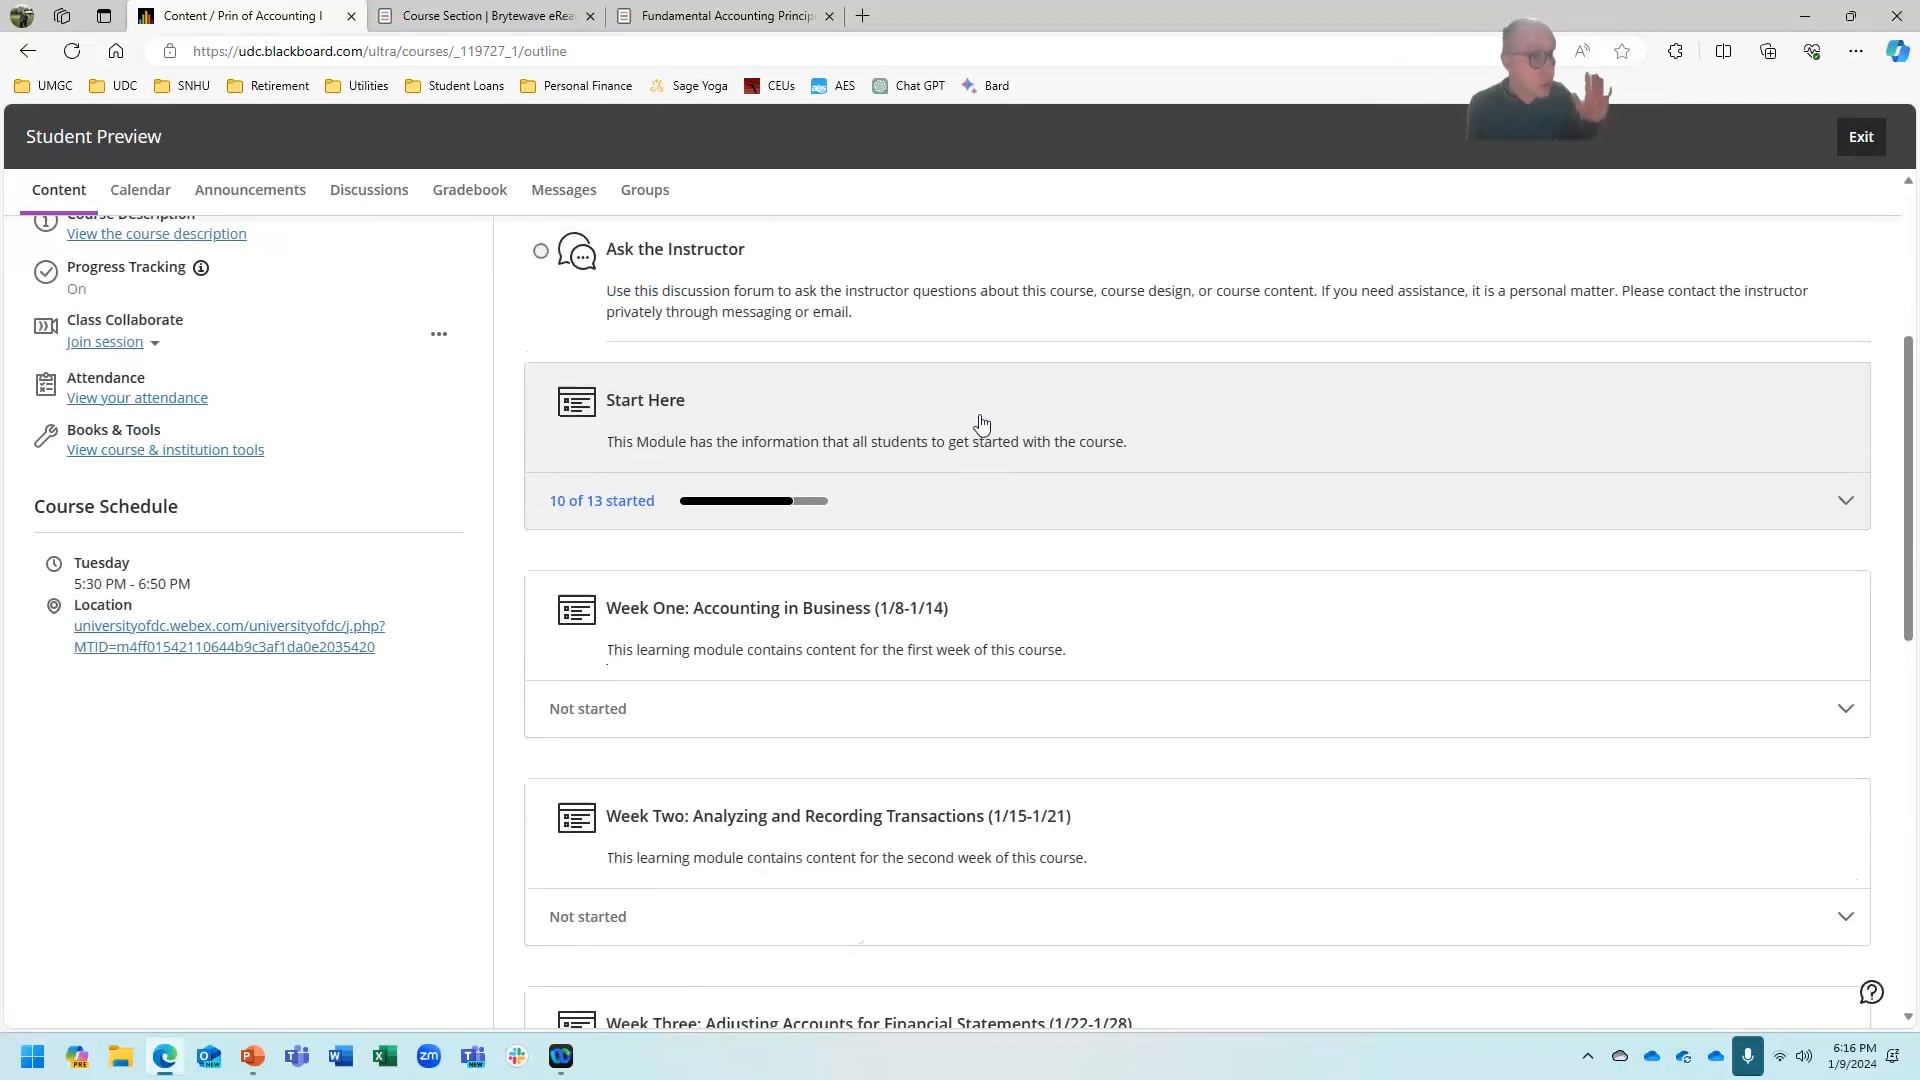 Content / Prin of Accounting I
Course Section | Brytewave eRea
Fundamental Accounting Princip
https://udc.blackboard.com/ultra/courses/_119727_1/outline
UMGC
UDC
SNHU
Retirement
Utilities
Student Loans
Personal Finance
Sage Yoga
CEUs
AES
Chat GPT
Bard
Student Preview
Exit
Content
Calendar
Announcements
Discussions
Gradebook
Messages
Groups
Course Description
View the course description
Progress Tracking
On
Class Collaborate
Join session
Attendance
View your attendance
Books & Tools
View course & institution tools
Course Schedule
Tuesday
5:30 PM - 6:50 PM
Location
universityofdc.webex.com/universityofdc/j.php?
MTID=m4ff01542110644b9c3af1da0e2035420
Ask the Instructor
Use this discussion forum to ask the instructor questions about this course, course design, or course content. If you need assistance, it is a personal matter. Please contact the instructor
privately through messaging or email.
Start Here
This Module has the information that all students to get started with the course.
10 of 13 started
Week One: Accounting in Business (1/8-1/14)
This learning module contains content for the first week of this course.
Not started
Week Two: Analyzing and Recording Transactions (1/15-1/21)
This learning module contains content for the second week of this course.
Not started
Week Three: Adjusting Accounts for Financial Statements (1/22-1/28)
6:16 PM
1/9/2024